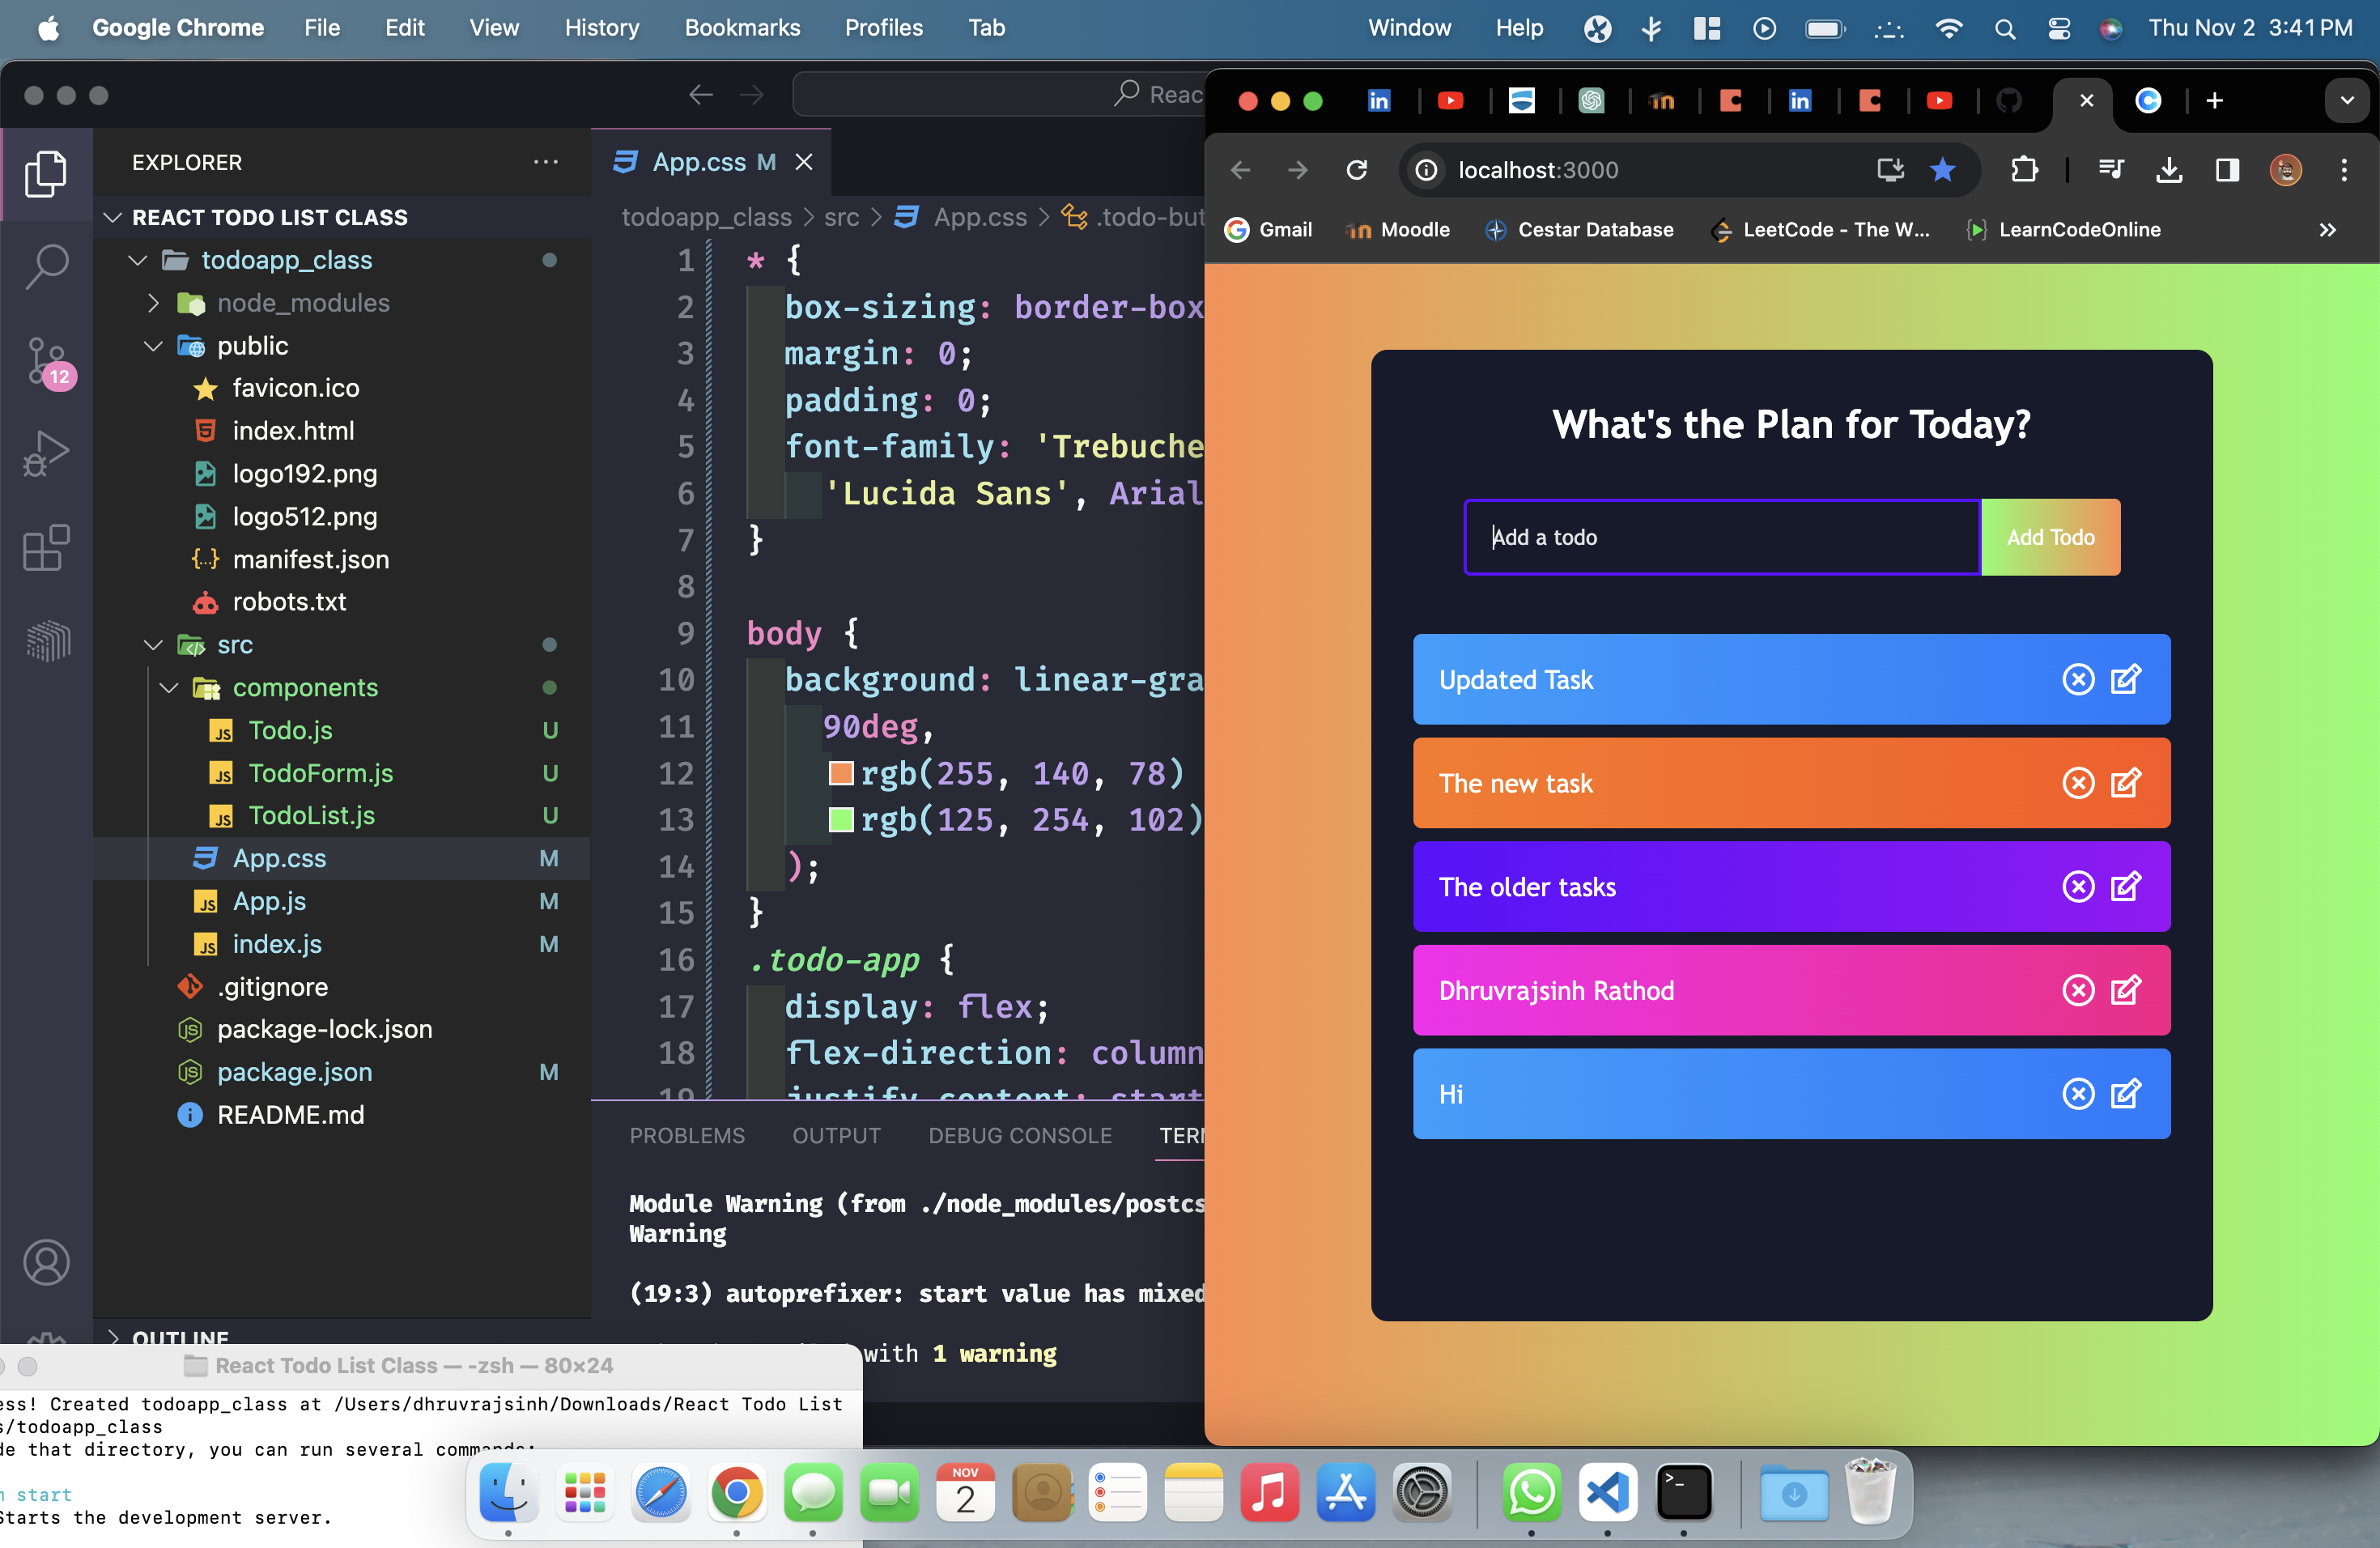 Google Chrome File Edit View History Bookmarks Profiles Tab Window Help Thu Nov 2 3:41 PM
EXPLORER
REACT TODO LIST CLASS
todoapp_class
node_modules
public
favicon.ico
index.html
logo192.png
logo512.png
manifest.json
robots.txt
src
components
Todo.js U
TodoForm.js U
TodoList.js U
App.css M
App.js M
index.js M
.gitignore
package-lock.json
package.json M
README.md
OUTLINE
12
Reac
App.css M
todoapp_class > src > App.css > .todo-but
1 * {
2 box-sizing: border-box
3 margin: 0;
4 padding: 0;
5 font-family: 'Trebuche
6 'Lucida Sans', Arial
7 }
8
9 body {
10 background: linear-gra
11 90deg,
12 rgb(255, 140, 78)
13 rgb(125, 254, 102)
14 );
15 }
16 .todo-app {
17 display: flex;
18 flex-direction: column
19 justify-content: start
PROBLEMS OUTPUT DEBUG CONSOLE TERM
Module Warning (from ./node_modules/postcs
Warning
(19:3) autoprefixer: start value has mixed
with 1 warning
React Todo List Class — -zsh — 80×24
ess! Created todoapp_class at /Users/dhruvrajsinh/Downloads/React Todo List
s/todoapp_class
de that directory, you can run several commands:
m start
Starts the development server.
localhost:3000
Gmail Moodle Cestar Database LeetCode - The W... LearnCodeOnline
What's the Plan for Today?
Add a todo Add Todo
Updated Task
The new task
The older tasks
Dhruvrajsinh Rathod
Hi
NOV
2